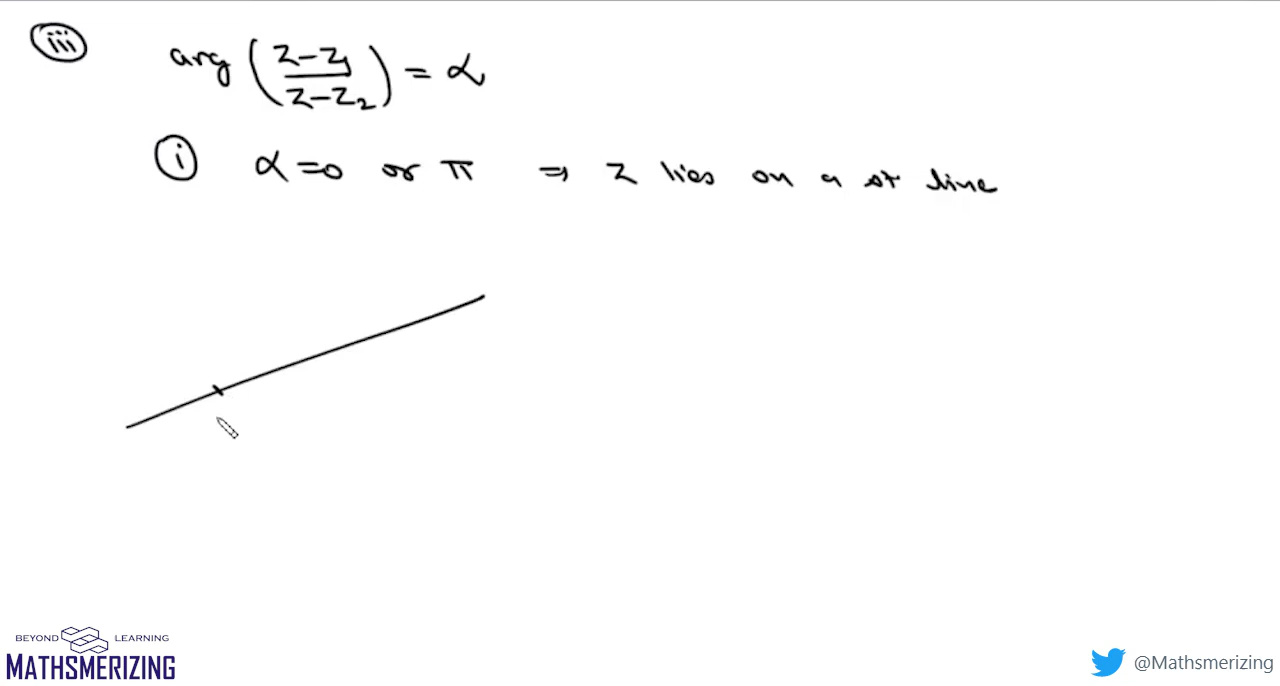 iii arg (z-z₁/z-z₂) = α
i α=0 or π ⇒ z lies on a st line
BEYOND LEARNING
MATHSMERIZING
@Mathsmerizing